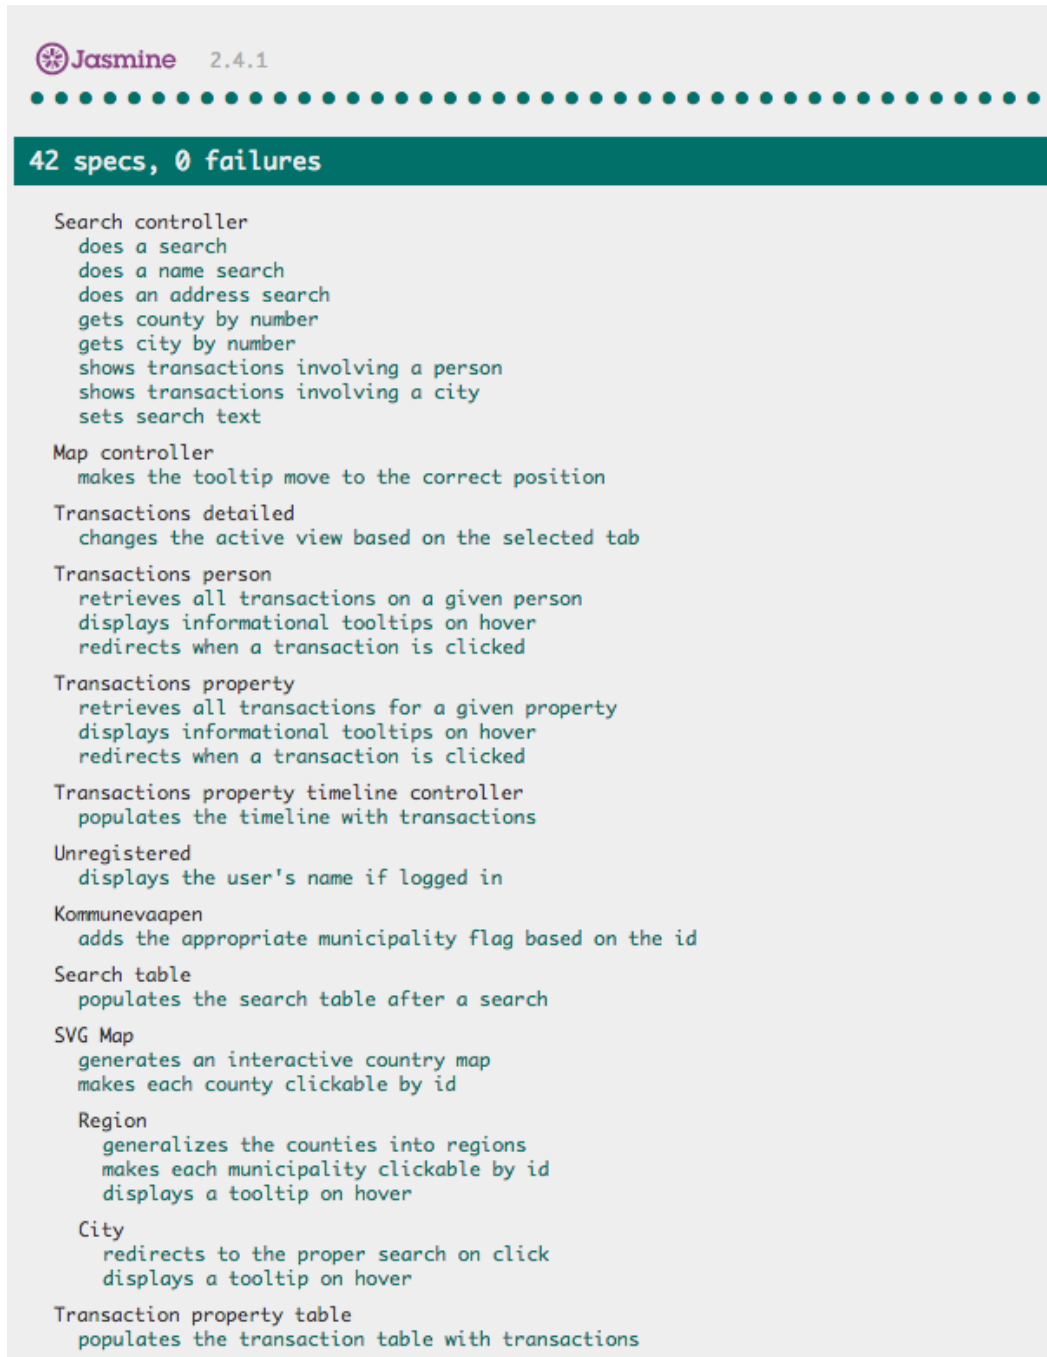 Jasmine 2.4.1
42 specs, 0 failures
Search controller
does a search
does a name search
does an address search
gets county by number
gets city by number
shows transactions involving a person
shows transactions involving a city
sets search text
Map controller
makes the tooltip move to the correct position
Transactions detailed
changes the active view based on the selected tab
Transactions person
retrieves all transactions on a given person
displays informational tooltips on hover
redirects when a transaction is clicked
Transactions property
retrieves all transactions for a given property
displays informational tooltips on hover
redirects when a transaction is clicked
Transactions property timeline controller
populates the timeline with transactions
Unregistered
displays the user's name if logged in
Kommunevaapen
adds the appropriate municipality flag based on the id
Search table
populates the search table after a search
SVG Map
generates an interactive country map
makes each county clickable by id
Region
generalizes the counties into regions
makes each municipality clickable by id
displays a tooltip on hover
City
redirects to the proper search on click
displays a tooltip on hover
Transaction property table
populates the transaction table with transactions